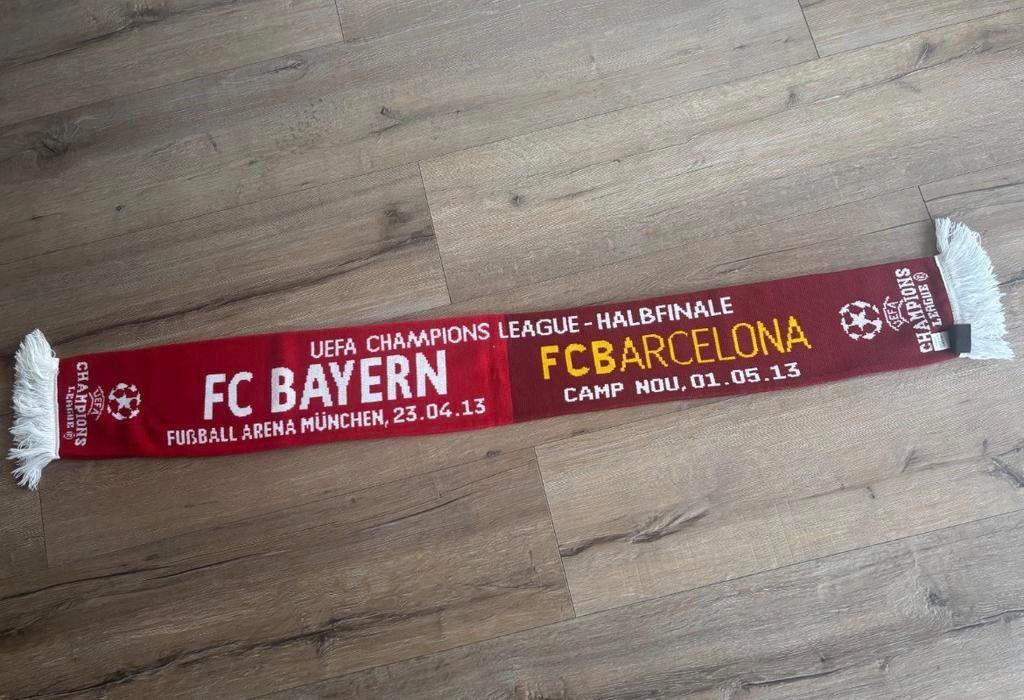 UEFA CHAMPIONS LEAGUE - HALBFINALE
FC BAYERN
FUßBALL ARENA MÜNCHEN, 23.04.13
FCBARCELONA
CAMP NOU, 01.05.13
CHAMPIONS
LEAGUE
UEFA
UEFA
CHAMPIONS
LEAGUE